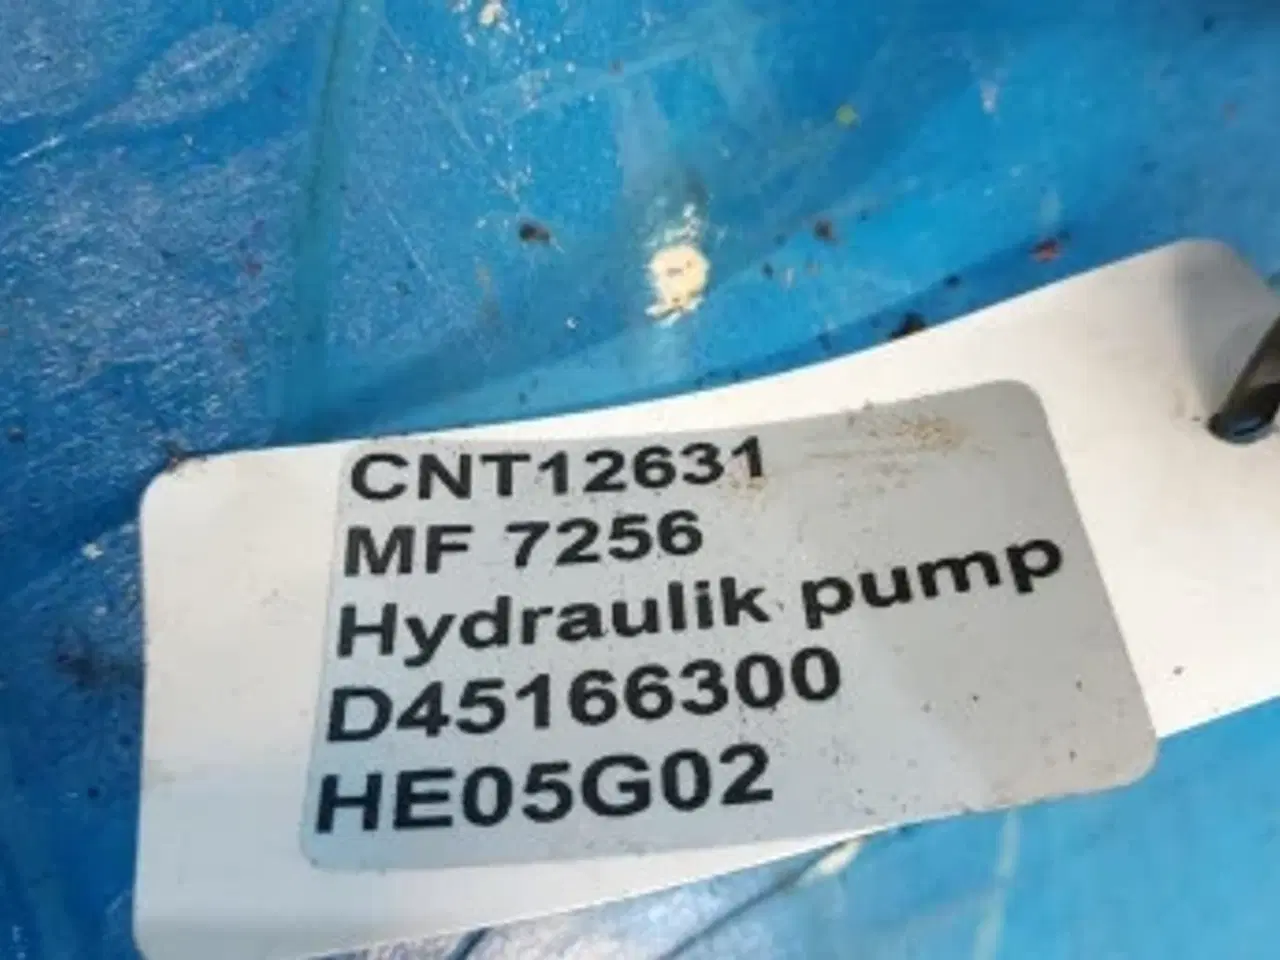 CNT12631
MF 7256
Hydraulik pump
D45166300
HE05G02